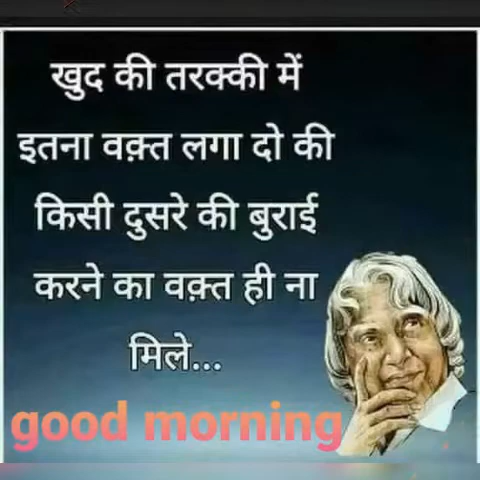 खुद की तरक्की में
इतना वक़्त लगा दो की
किसी दुसरे की बुराई
करने का वक़्त ही ना
मिले...
good morning